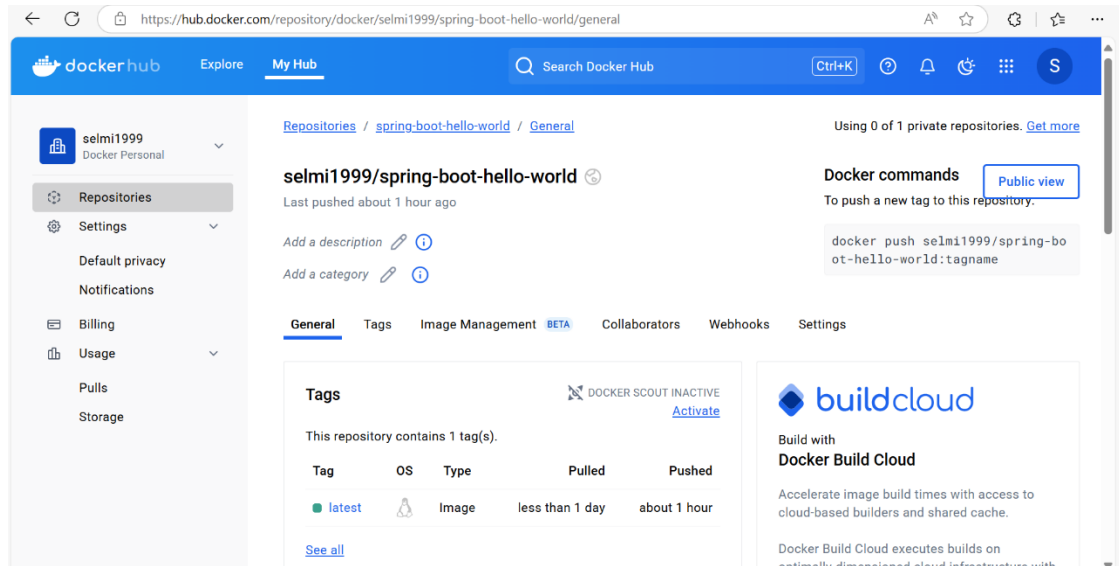 https://hub.docker.com/repository/docker/selmi1999/spring-boot-hello-world/general
dockerhub
Explore
My Hub
Search Docker Hub
Ctrl+K
S
selmi1999
Docker Personal
Repositories
Settings
Default privacy
Notifications
Billing
Usage
Pulls
Storage
Repositories / spring-boot-hello-world / General
Using 0 of 1 private repositories. Get more
selmi1999/spring-boot-hello-world
Last pushed about 1 hour ago
Add a description
Add a category
Docker commands
Public view
To push a new tag to this repository:
docker push selmi1999/spring-bo
ot-hello-world:tagname
General Tags Image Management BETA Collaborators Webhooks Settings
Tags
DOCKER SCOUT INACTIVE
Activate
This repository contains 1 tag(s).
Tag OS Type Pulled Pushed
latest Image less than 1 day about 1 hour
See all
buildcloud
Build with
Docker Build Cloud
Accelerate image build times with access to
cloud-based builders and shared cache.
Docker Build Cloud executes builds on
optimally-dimensioned cloud infrastructure with